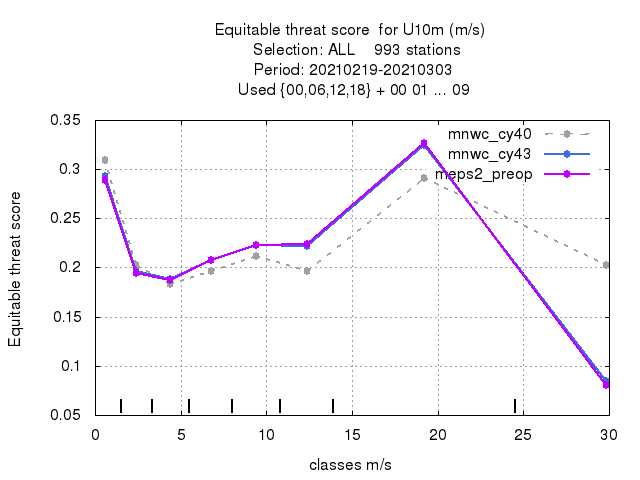 Equitable threat score  for U10m (m/s)
Selection: ALL    993 stations
Period: 20210219-20210303
Used {00,06,12,18} + 00 01 ... 09
mnwc_cy40
mnwc_cy43
meps2_preop
Equitable threat score
0.35
0.3
0.25
0.2
0.15
0.1
0.05
0 5 10 15 20 25 30
classes m/s